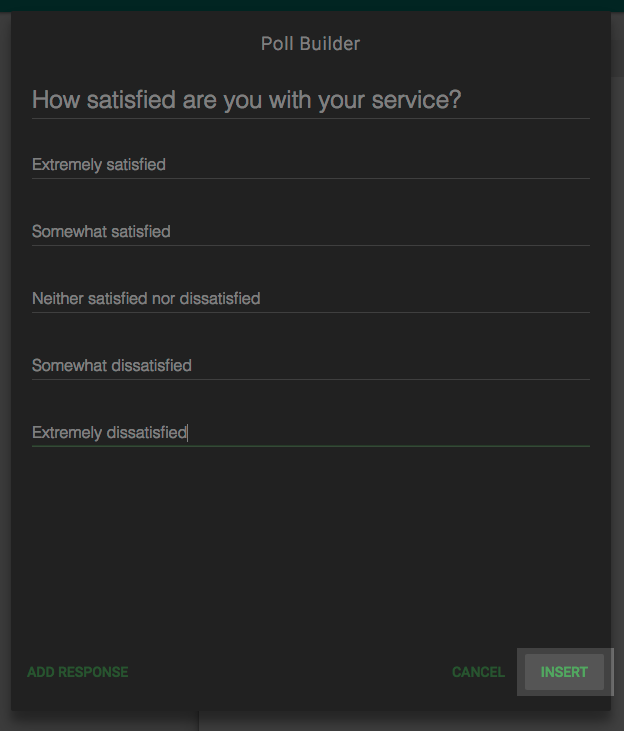 Poll Builder
How satisfied are you with your service?
Extremely satisfied
Somewhat satisfied
Neither satisfied nor dissatisfied
Somewhat dissatisfied
Extremely dissatisfied
ADD RESPONSE CANCEL INSERT